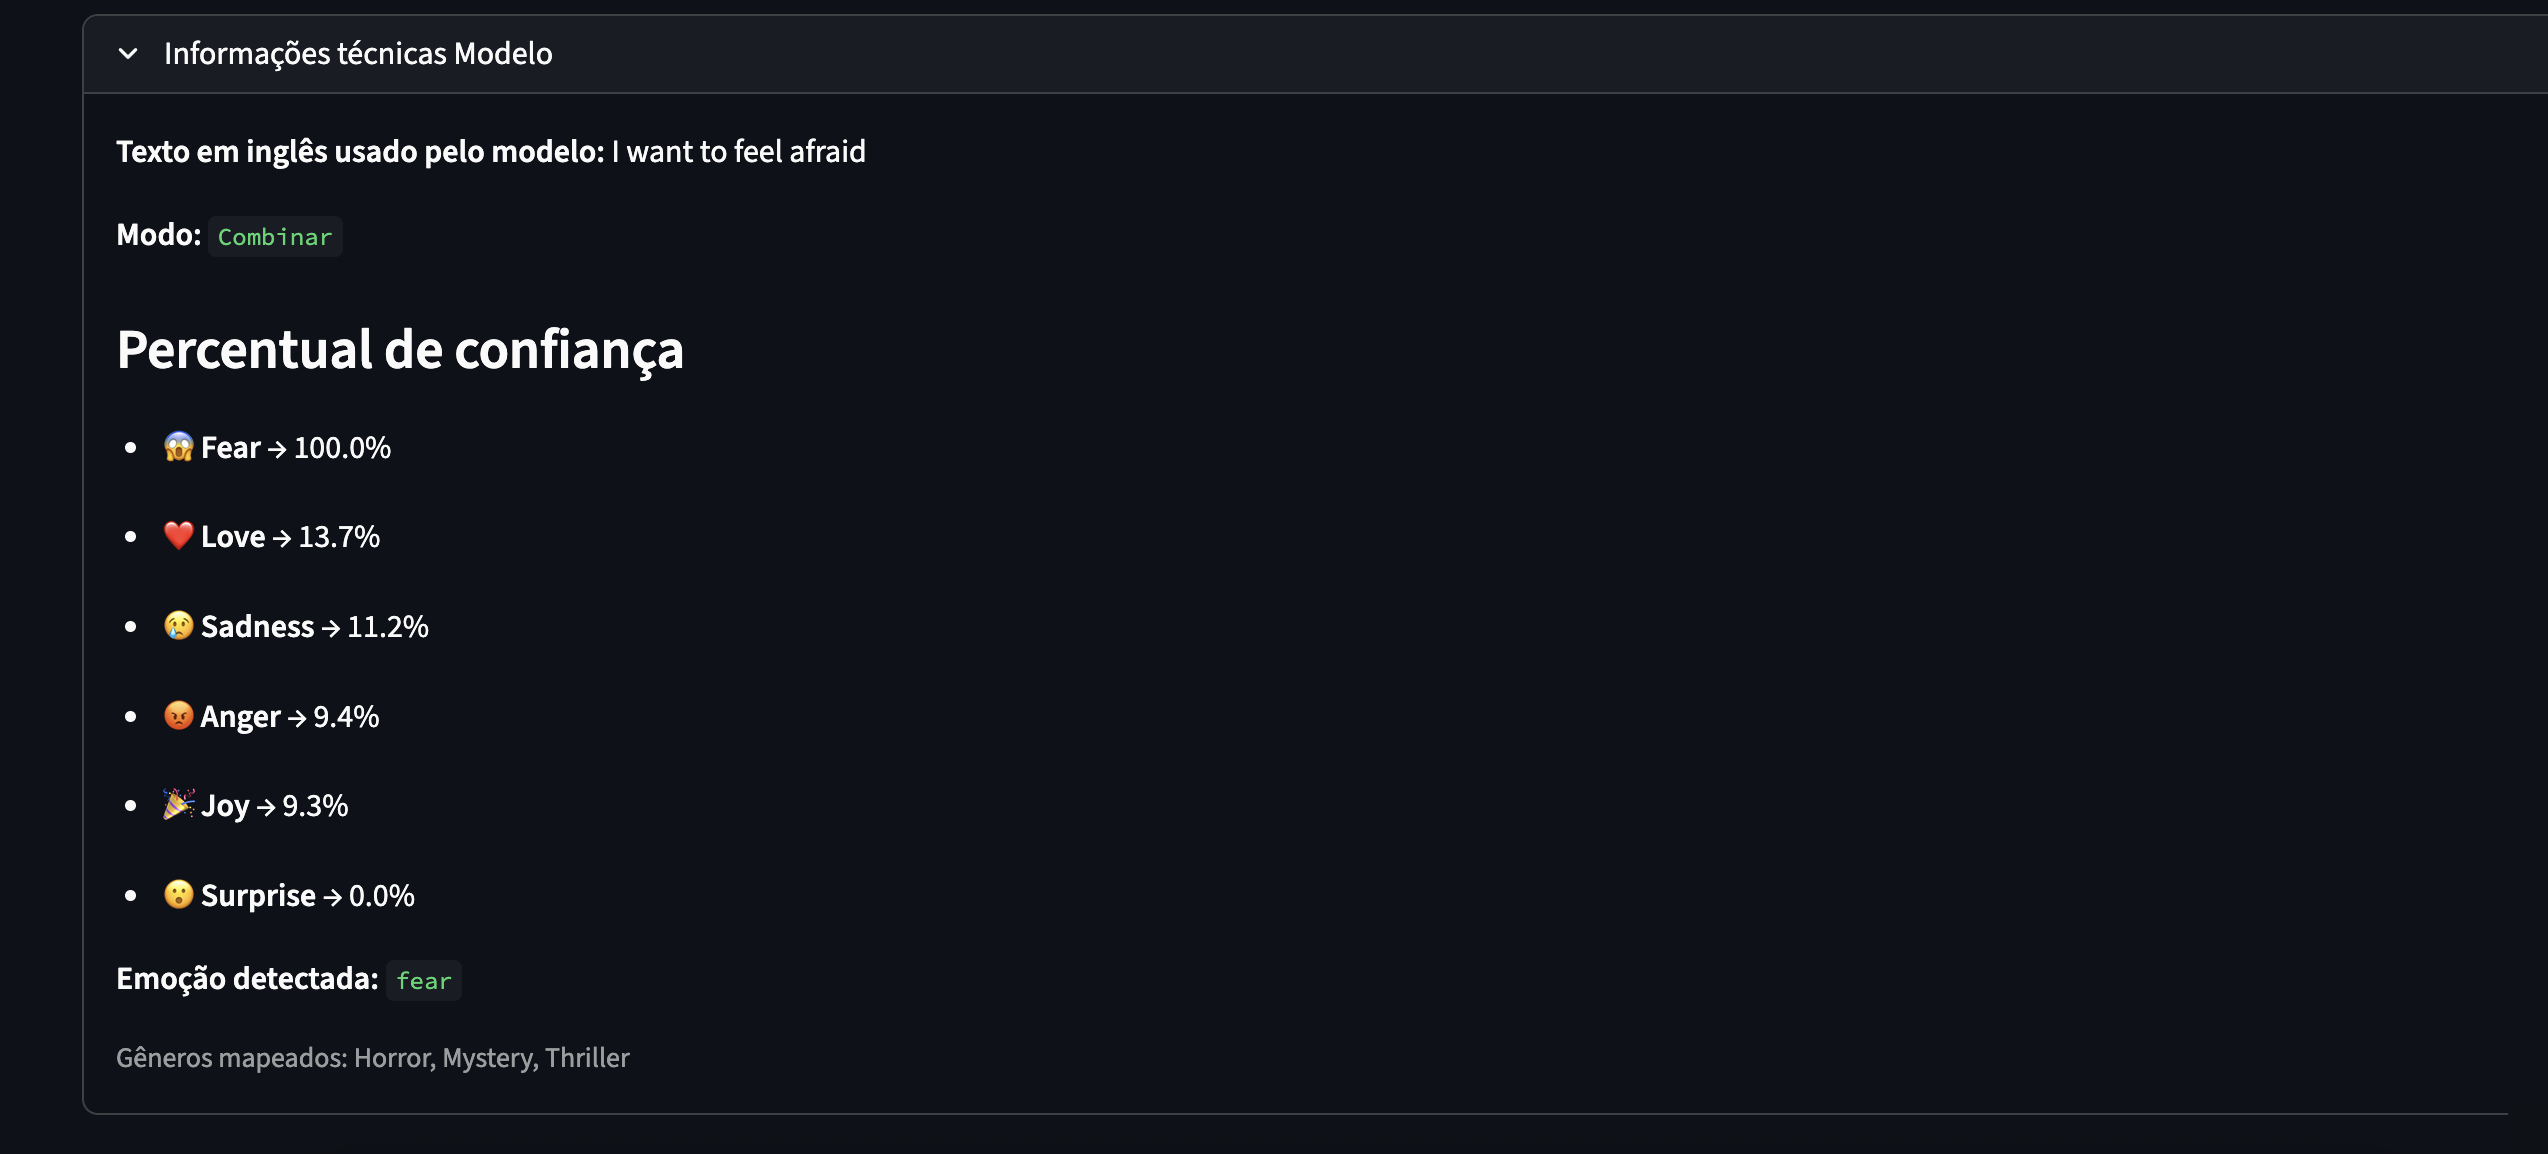 Informações técnicas Modelo
Texto em inglês usado pelo modelo: I want to feel afraid
Modo: Combinar
Percentual de confiança
• 😱 Fear → 100.0%
• ❤️ Love → 13.7%
• 😢 Sadness → 11.2%
• 😡 Anger → 9.4%
• 🎉 Joy → 9.3%
• 😮 Surprise → 0.0%
Emoção detectada: fear
Gêneros mapeados: Horror, Mystery, Thriller